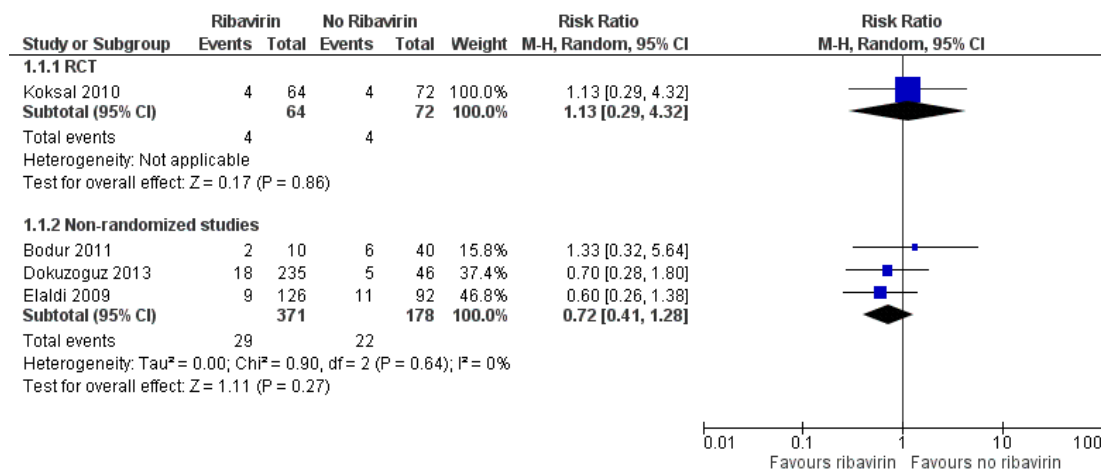 Ribavirin No Ribavirin Risk Ratio Risk Ratio
Study or Subgroup Events Total Events Total Weight M-H, Random, 95% CI M-H, Random, 95% CI
1.1.1 RCT
Koksal 2010 4 64 4 72 100.0% 1.13 [0.29, 4.32]
Subtotal (95% CI) 64 72 100.0% 1.13 [0.29, 4.32]
Total events 4 4
Heterogeneity: Not applicable
Test for overall effect: Z = 0.17 (P = 0.86)
1.1.2 Non-randomized studies
Bodur 2011 2 10 6 40 15.8% 1.33 [0.32, 5.64]
Dokuzoguz 2013 18 235 5 46 37.4% 0.70 [0.28, 1.80]
Elaldi 2009 9 126 11 92 46.8% 0.60 [0.26, 1.38]
Subtotal (95% CI) 371 178 100.0% 0.72 [0.41, 1.28]
Total events 29 22
Heterogeneity: Tau² = 0.00; Chi² = 0.90, df = 2 (P = 0.64); I² = 0%
Test for overall effect: Z = 1.11 (P = 0.27)
0.01 0.1 1 10 100
Favours ribavirin Favours no ribavirin